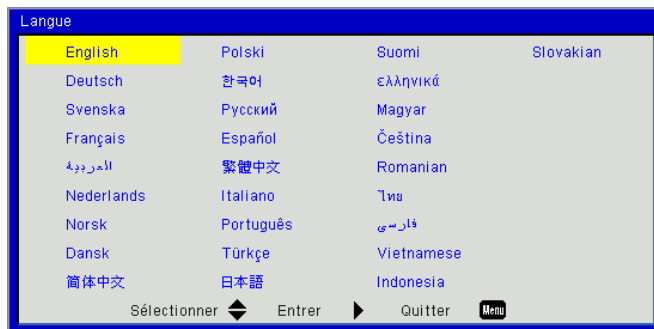 Langue
English Polski Suomi Slovakian
Deutsch 한국어 ελληνικά
Svenska Русский Magyar
Français Español Čeština
العربية 繁體中文 Romanian
Nederlands Italiano ไทย
Norsk Português فارسی
Dansk Türkçe Vietnamese
简体中文 日本語 Indonesia
Sélectionner Entrer Quitter Menu